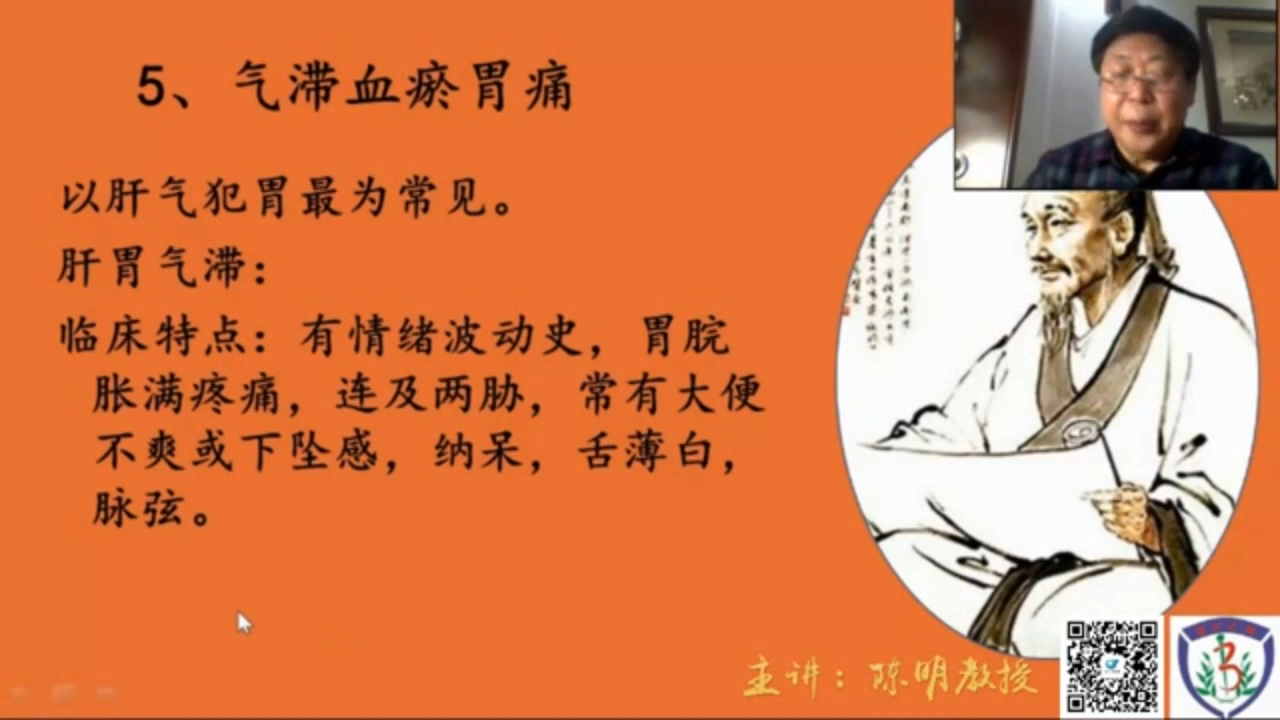 5、气滞血瘀胃痛
以肝气犯胃最为常见。
肝胃气滞：
临床特点：有情绪波动史，胃脘
胀满疼痛，连及两胁，常有大便
不爽或下坠感，纳呆，舌薄白，
脉弦。
主讲：陈明教授